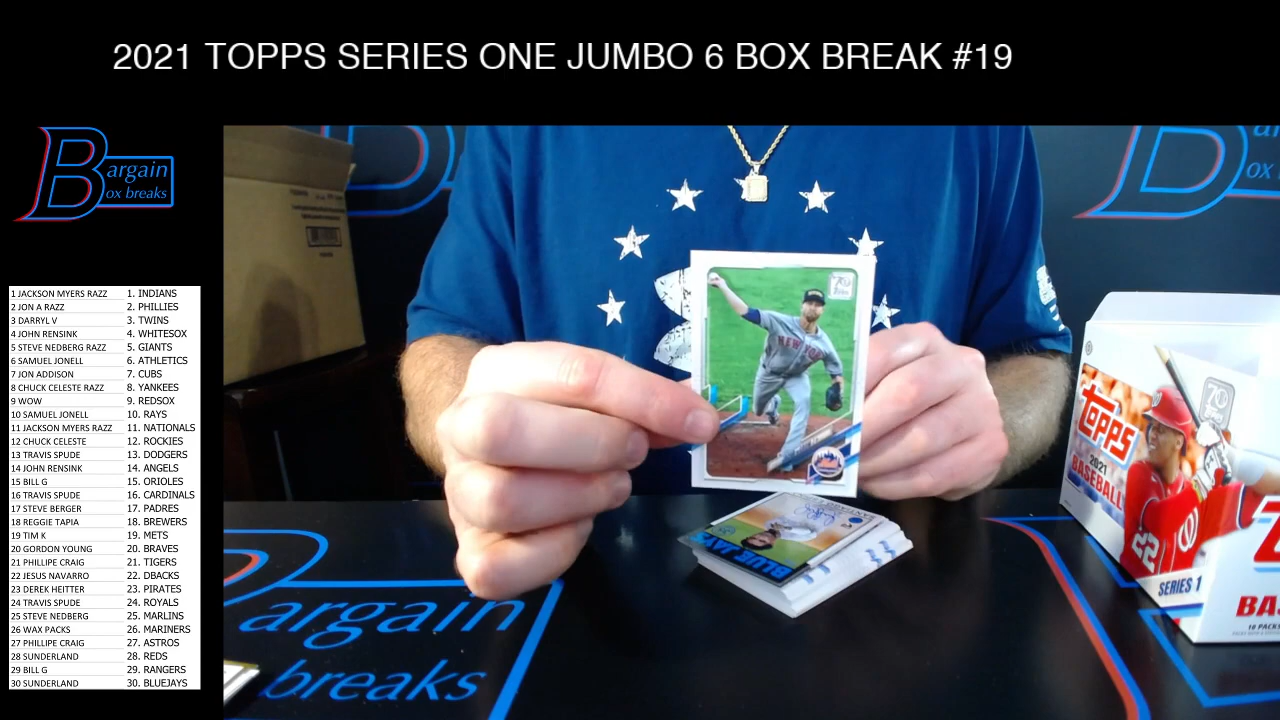 2021 TOPPS SERIES ONE JUMBO 6 BOX BREAK #19
Bargain
Box breaks
1 JACKSON MYERS RAZZ 1. INDIANS
2 JON A RAZZ 2. PHILLIES
3 DARRYL V 3. TWINS
4 JOHN RENSINK 4. WHITESOX
5 STEVE NEDBERG RAZZ 5. GIANTS
6 SAMUEL JONELL 6. ATHLETICS
7 JON ADDISON 7. CUBS
8 CHUCK CELESTE RAZZ 8. YANKEES
9 WOW 9. REDSOX
10 SAMUEL JONELL 10. RAYS
11 JACKSON MYERS RAZZ 11. NATIONALS
12 CHUCK CELESTE 12. ROCKIES
13 TRAVIS SPUDE 13. DODGERS
14 JOHN RENSINK 14. ANGELS
15 BILL G 15. ORIOLES
16 TRAVIS SPUDE 16. CARDINALS
17 STEVE BERGER 17. PADRES
18 REGGIE TAPIA 18. BREWERS
19 TIM K 19. METS
20 GORDON YOUNG 20. BRAVES
21 PHILLIPE CRAIG 21. TIGERS
22 JESUS NAVARRO 22. DBACKS
23 DEREK HEITTER 23. PIRATES
24 TRAVIS SPUDE 24. ROYALS
25 STEVE NEDBERG 25. MARLINS
26 WAX PACKS 26. MARINERS
27 PHILLIPE CRAIG 27. ASTROS
28 SUNDERLAND 28. REDS
29 BILL G 29. RANGERS
30 SUNDERLAND 30. BLUEJAYS
70
NEW YORK
Mets
BLUE JAYS
TOPPS
2021
BASEBALL
70
SERIES 1
BA
argain
breaks